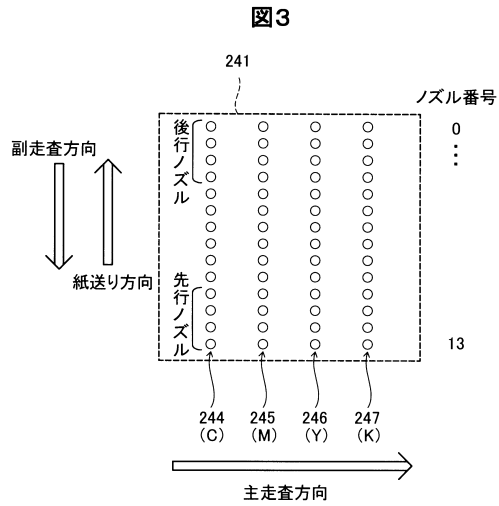 図3
241
ノズル番号
後行ノズル
0
⋮
副走査方向
紙送り方向
先行ノズル
13
244
(C)
245
(M)
246
(Y)
247
(K)
主走査方向